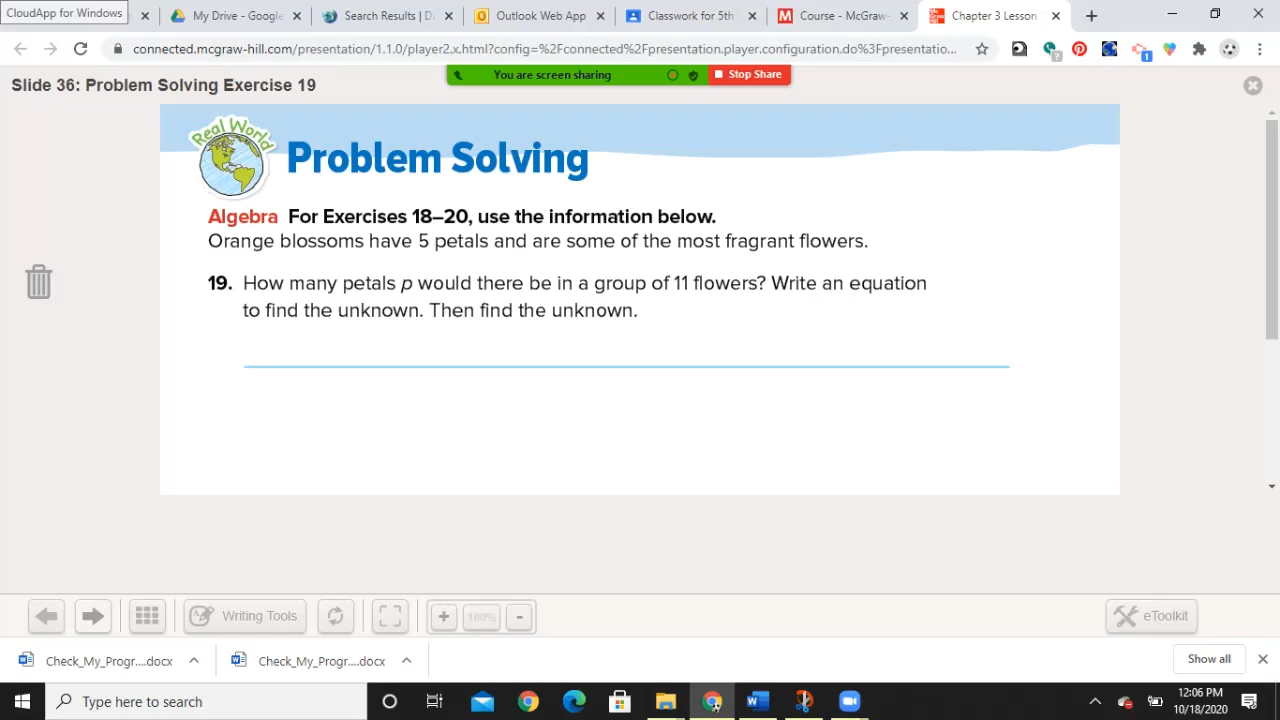 CloudApp for Windows
My Drive - Google
Search Results | D
Outlook Web App
Classwork for 5th
Course - McGraw-
Chapter 3 Lesson
connected.mcgraw-hill.com/presentation/1.1.0/player2.x.html?config=%2Fconnected%2Fpresentation.player.configuration.do%3Fpresentatio...
You are screen sharing
Stop Share
Slide 36: Problem Solving Exercise 19
Real World
Problem Solving
Algebra For Exercises 18–20, use the information below.
Orange blossoms have 5 petals and are some of the most fragrant flowers.
19. How many petals p would there be in a group of 11 flowers? Write an equation
to find the unknown. Then find the unknown.
Writing Tools
+ 100% -
eToolkit
Check_My_Progr....docx
Check_My_Progr....docx
Show all
Type here to search
12:06 PM
10/18/2020